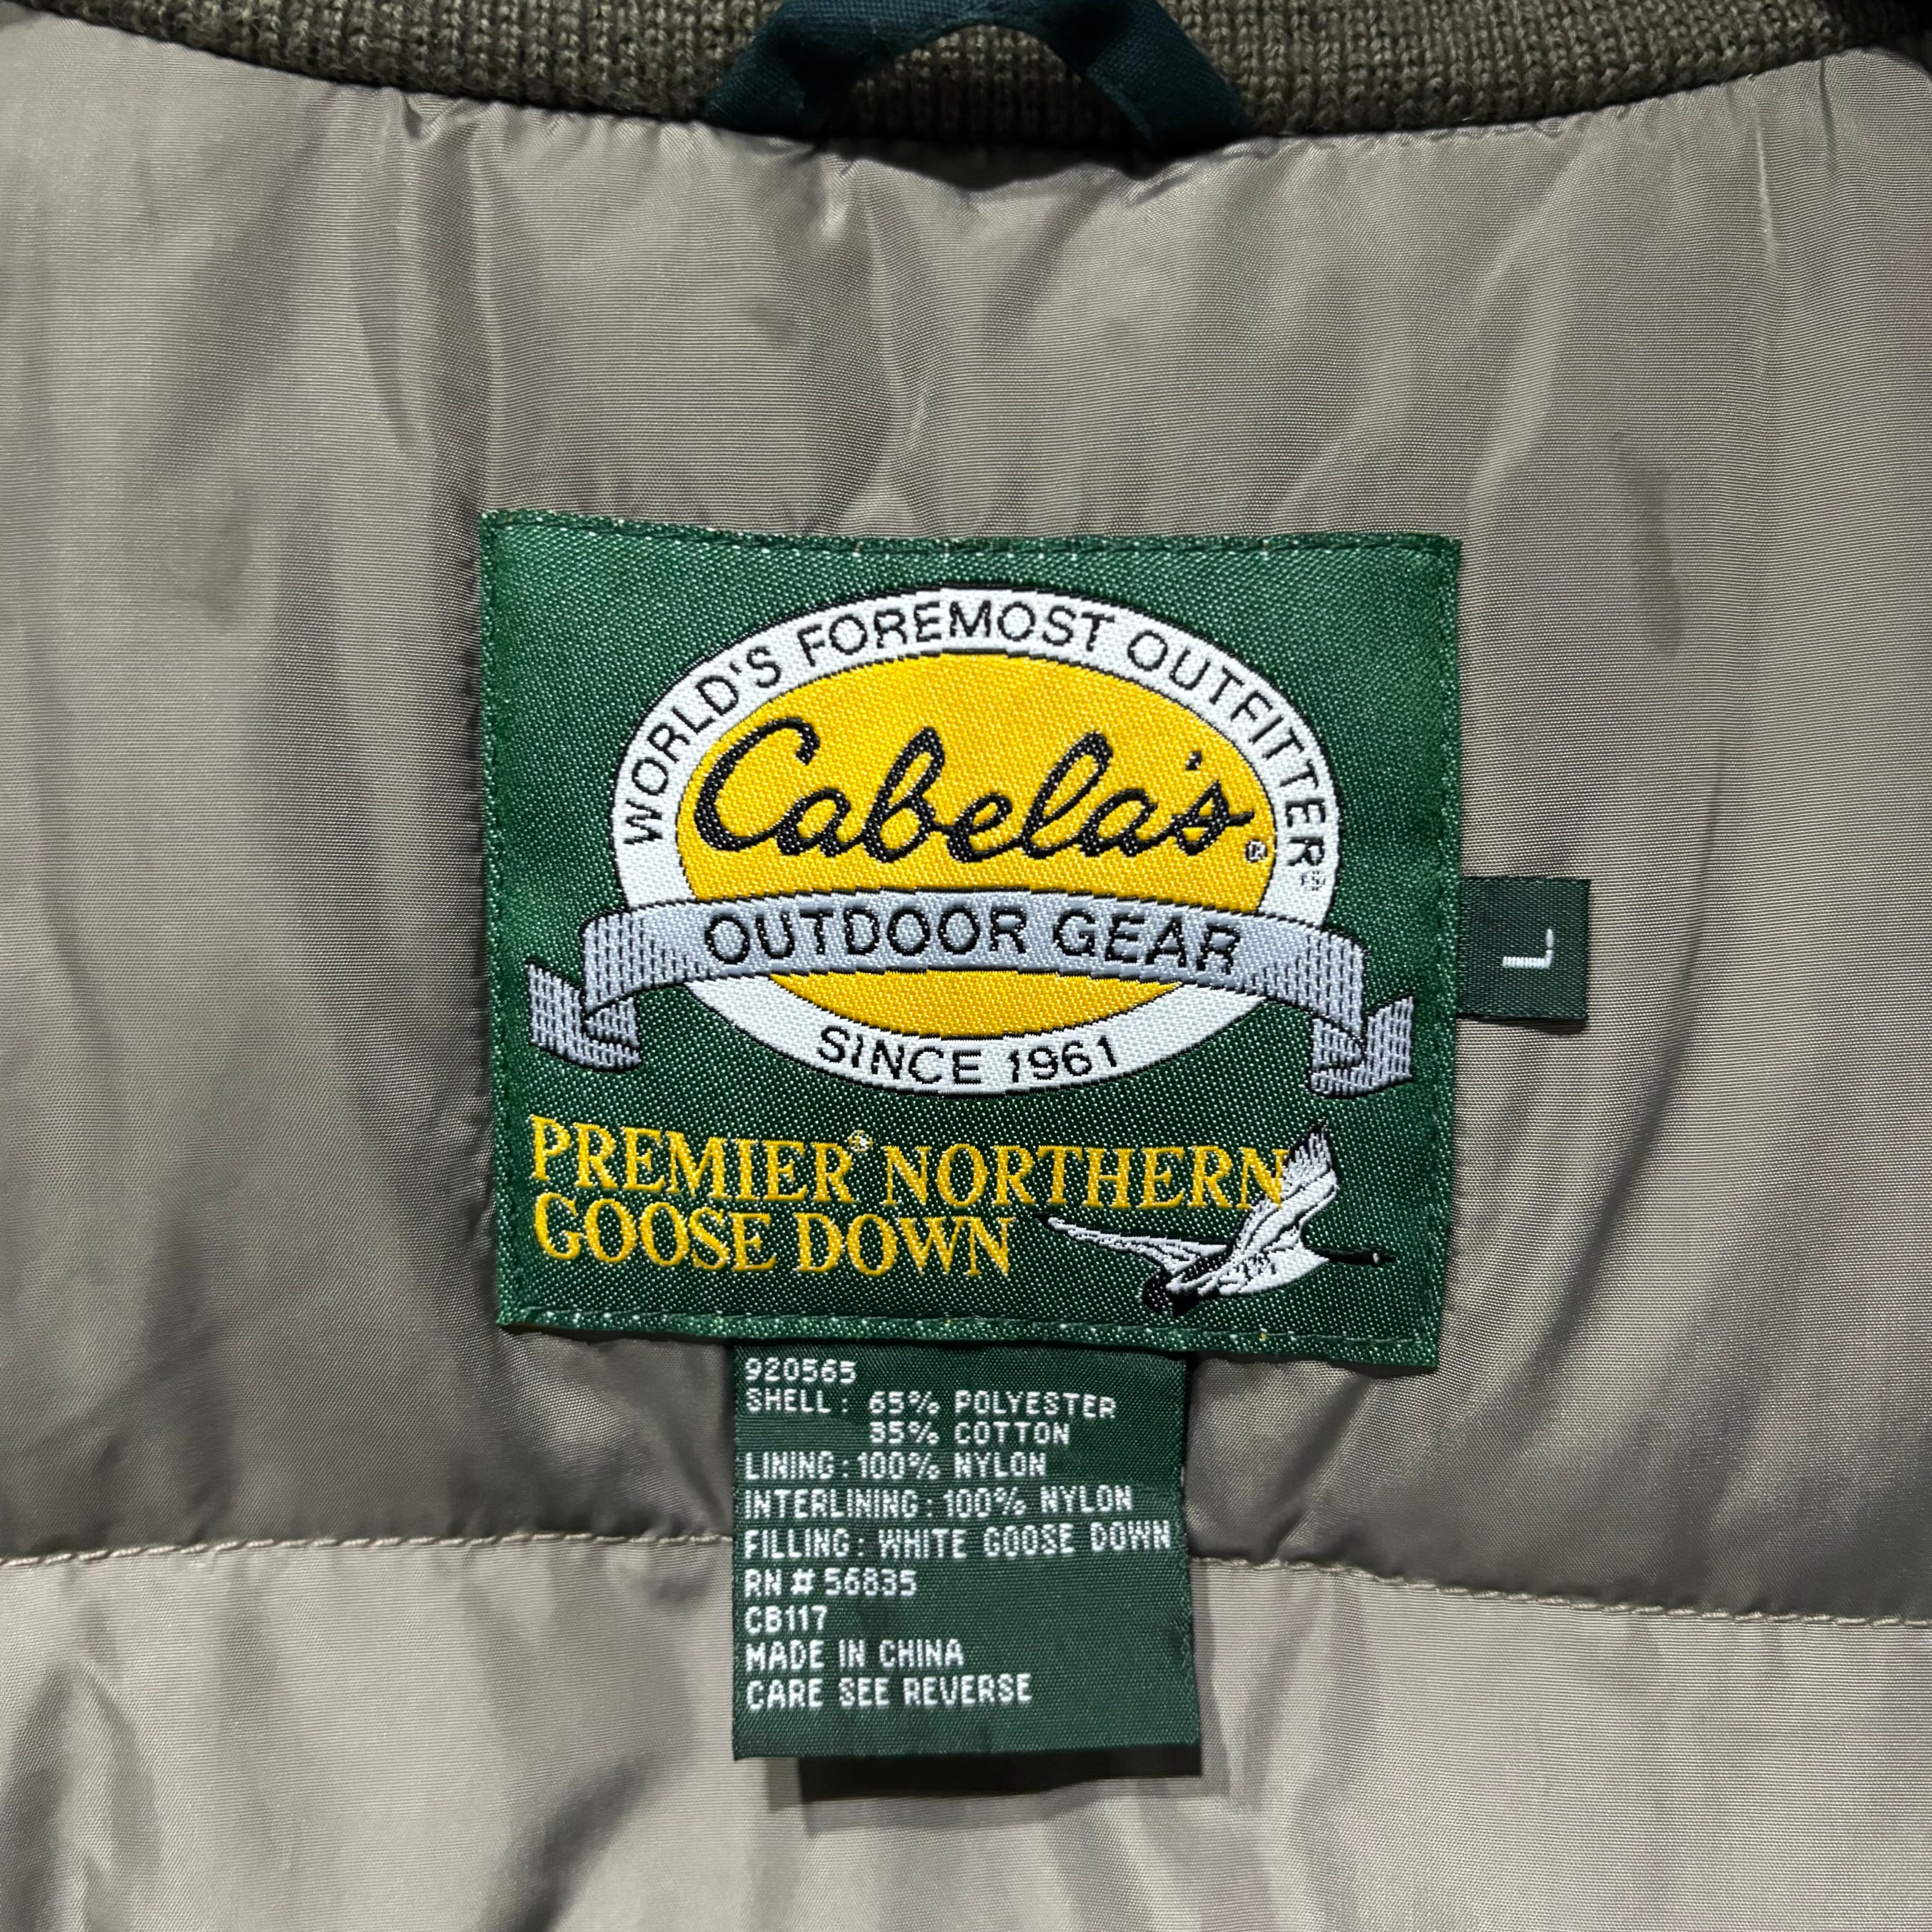 WORLD'S FOREMOST OUTFITTER
Cabela's®
OUTDOOR GEAR
SINCE 1961
PREMIER® NORTHERN
GOOSE DOWN
L
920565
SHELL: 65% POLYESTER
35% COTTON
LINING: 100% NYLON
INTERLINING: 100% NYLON
FILLING: WHITE GOOSE DOWN
RN # 56835
CB117
MADE IN CHINA
CARE SEE REVERSE